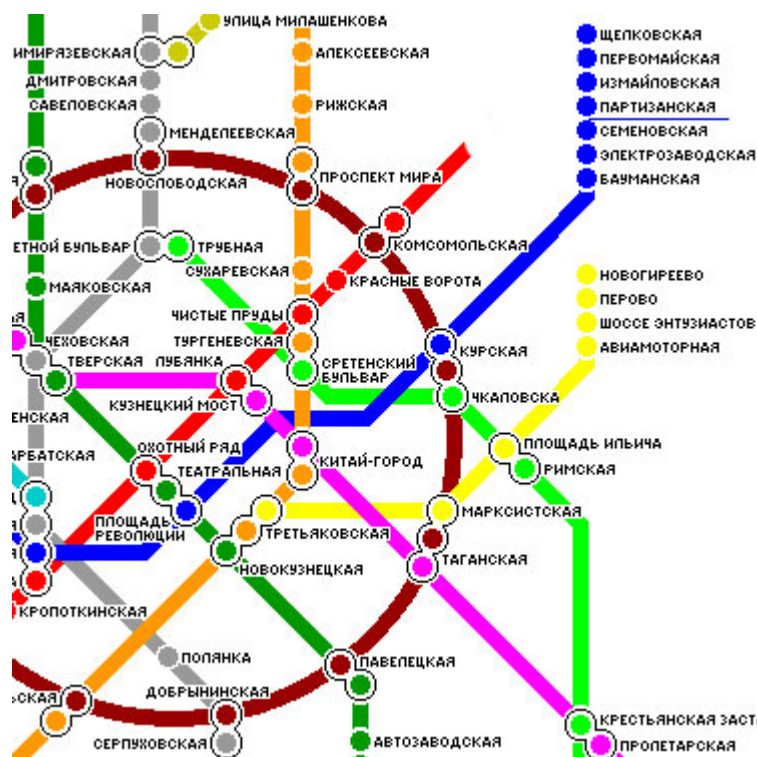 УЛИЦА МИЛАШЕНКОВА
ИМИРЯЗЕВСКАЯ
АЛЕКСЕЕВСКАЯ
ЩЕЛКОВСКАЯ
ПЕРВОМАЙСКАЯ
ДМИТРОВСКАЯ
ИЗМАЙЛОВСКАЯ
САВЕЛОВСКАЯ
РИЖСКАЯ
ПАРТИЗАНСКАЯ
МЕНДЕЛЕЕВСКАЯ
СЕМЕНОВСКАЯ
ЭЛЕКТРОЗАВОДСКАЯ
Я
НОВОСЛОБОДСКАЯ
ПРОСПЕКТ МИРА
БАУМАНСКАЯ
ЕТНОЙ БУЛЬВАР
ТРУБНАЯ
КОМСОМОЛЬСКАЯ
СУХАРЕВСКАЯ
КРАСНЫЕ ВОРОТА
НОВОГИРЕЕВО
МАЯКОВСКАЯ
ПЕРОВО
ЧИСТЫЕ ПРУДЫ
ШОССЕ ЭНТУЗИАСТОВ
Я
ЧЕХОВСКАЯ
ТУРГЕНЕВСКАЯ
КУРСКАЯ
АВИАМОТОРНАЯ
ТВЕРСКАЯ
ЛУБЯНКА
СРЕТЕНСКИЙ
БУЛЬВАР
ЧКАЛОВСКА
КУЗНЕЦКИЙ МОСТ
ЕНСКАЯ
ОХОТНЫЙ РЯД
ПЛОЩАДЬ ИЛЬИЧА
АРБАТСКАЯ
ТЕАТРАЛЬНАЯ
КИТАЙ-ГОРОД
РИМСКАЯ
ПЛОЩАДЬ
РЕВОЛЮЦИИ
МАРКСИСТСКАЯ
ТРЕТЬЯКОВСКАЯ
ТАГАНСКАЯ
НОВОКУЗНЕЦКАЯ
КРОПОТКИНСКАЯ
ПОЛЯНКА
ПАВЕЛЕЦКАЯ
ЬСКАЯ
ДОБРЫНИНСКАЯ
КРЕСТЬЯНСКАЯ ЗАСТ
СЕРПУХОВСКАЯ
АВТОЗАВОДСКАЯ
ПРОЛЕТАРСКАЯ